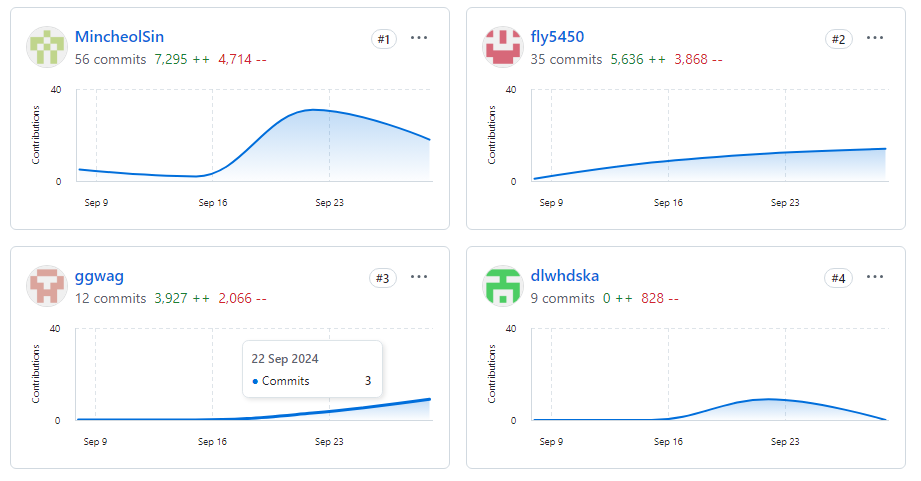 MincheolSin #1
56 commits 7,295 ++ 4,714 --
40
Contributions
0
Sep 9 Sep 16 Sep 23
fly5450 #2
35 commits 5,636 ++ 3,868 --
40
Contributions
0
Sep 9 Sep 16 Sep 23
ggwag #3
12 commits 3,927 ++ 2,066 --
40
Contributions
22 Sep 2024
Commits 3
0
Sep 9 Sep 16 Sep 23
dlwhdska #4
9 commits 0 ++ 828 --
40
Contributions
0
Sep 9 Sep 16 Sep 23